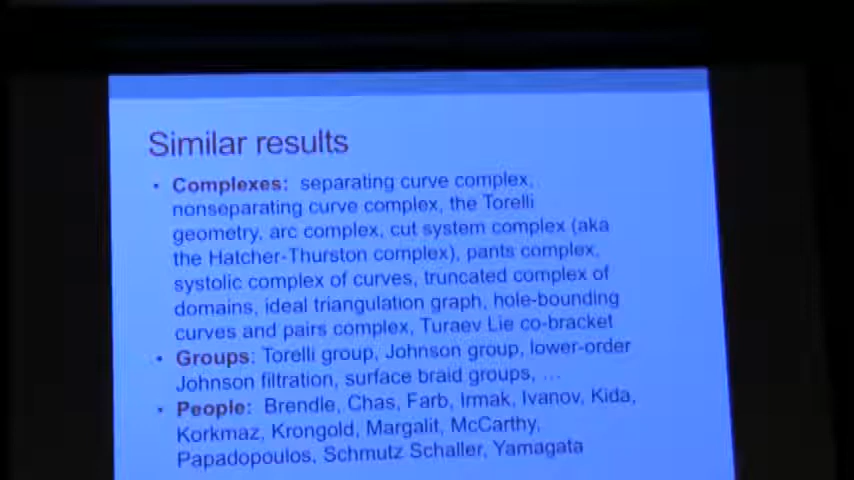 Similar results
• Complexes: separating curve complex,
nonseparating curve complex, the Torelli
geometry, arc complex, cut system complex (aka
the Hatcher-Thurston complex), pants complex,
systolic complex of curves, truncated complex of
domains, ideal triangulation graph, hole-bounding
curves and pairs complex, Turaev Lie co-bracket
• Groups: Torelli group, Johnson group, lower-order
Johnson filtration, surface braid groups, ...
• People: Brendle, Chas, Farb, Irmak, Ivanov, Kida,
Korkmaz, Krongold, Margalit, McCarthy,
Papadopoulos, Schmutz Schaller, Yamagata